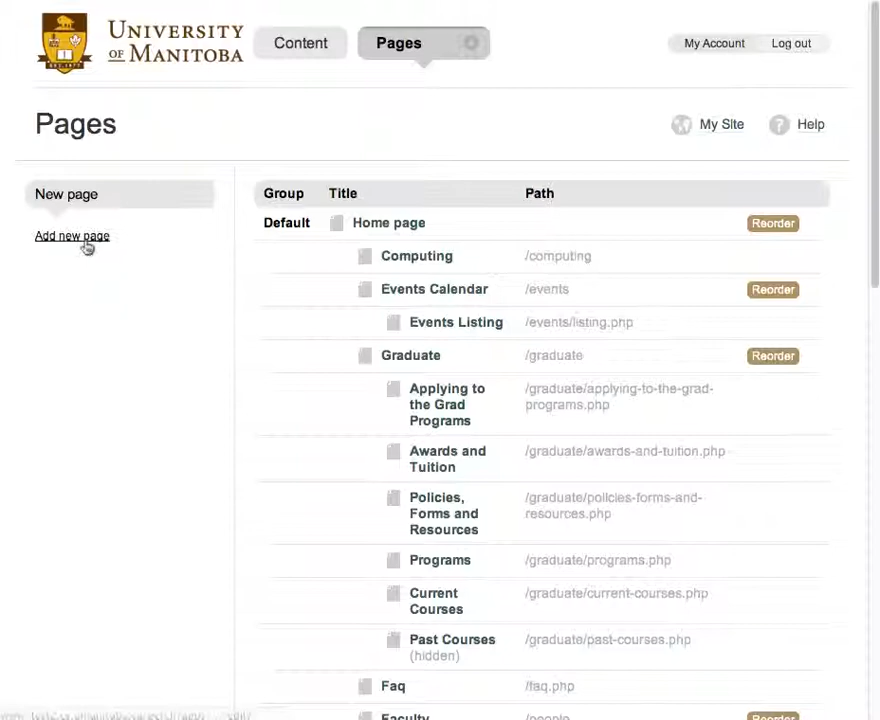 UNIVERSITY
OF MANITOBA
Content
Pages
My Account
Log out
Pages
My Site
? Help
New page
Add new page
Group Title Path
Default Home page Reorder
Computing /computing
Events Calendar /events Reorder
Events Listing /events/listing.php
Graduate /graduate Reorder
Applying to /graduate/applying-to-the-grad-
the Grad programs.php
Programs
Awards and /graduate/awards-and-tuition.php
Tuition
Policies, /graduate/policies-forms-and-
Forms and resources.php
Resources
Programs /graduate/programs.php
Current /graduate/current-courses.php
Courses
Past Courses /graduate/past-courses.php
(hidden)
Faq /faq.php
Faculty /people Reorder